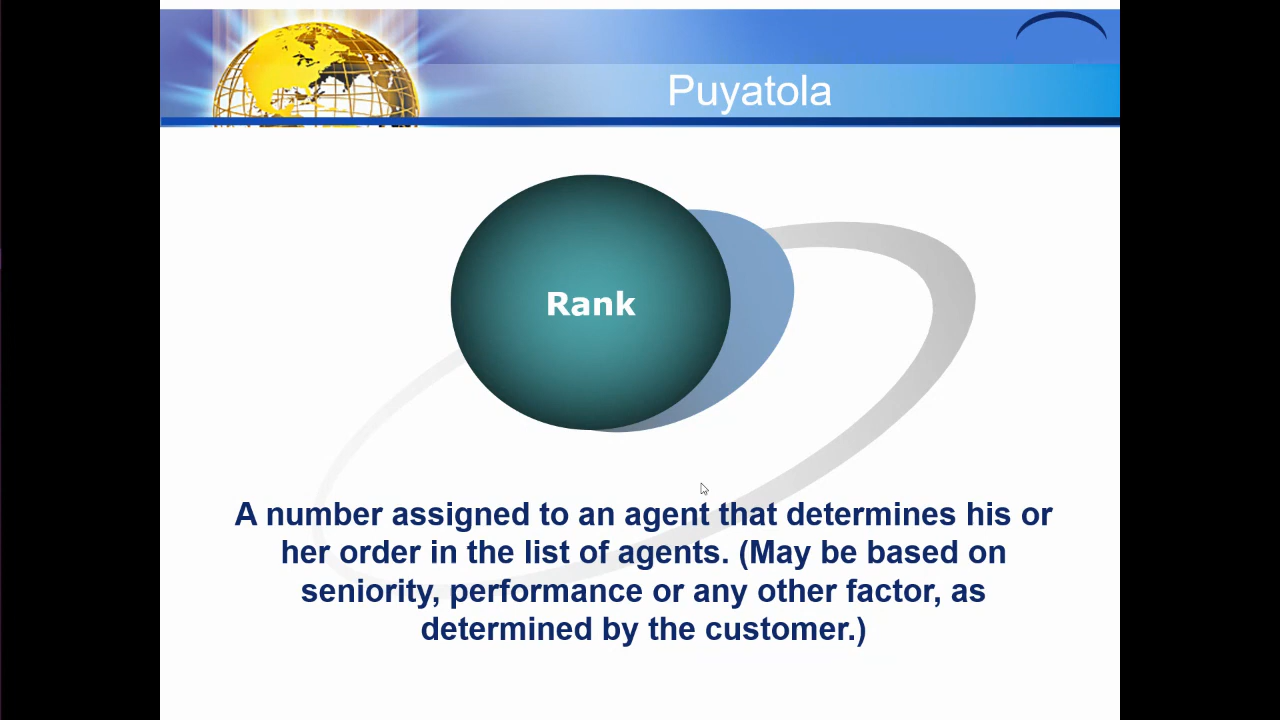 Puyatola
Rank
A number assigned to an agent that determines his or
her order in the list of agents. (May be based on
seniority, performance or any other factor, as
determined by the customer.)